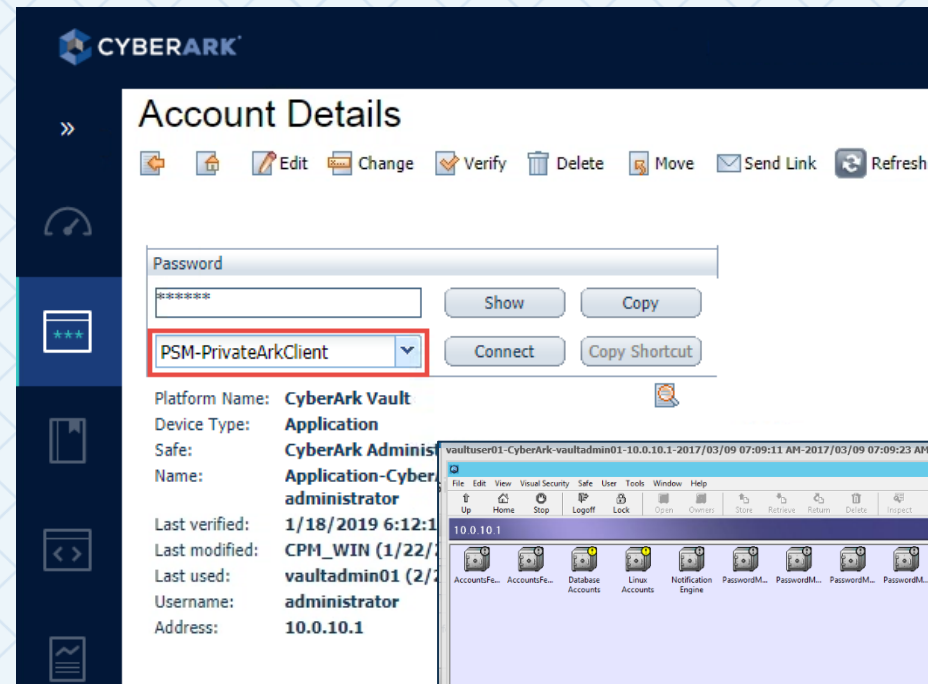 CYBERARK
Account Details
Edit Change Verify Delete Move Send Link Refresh
Password
****** Show Copy
PSM-PrivateArkClient Connect Copy Shortcut
***
Platform Name: CyberArk Vault
Device Type: Application
Safe: CyberArk Administ
Name: Application-Cyber
administrator
Last verified: 1/18/2019 6:12:1
Last modified: CPM_WIN (1/22/
Last used: vaultadmin01 (2/2
Username: administrator
Address: 10.0.10.1
vaultuser01-CyberArk-vaultadmin01-10.0.10.1-2017/03/09 07:09:11 AM-2017/03/09 07:09:23 AM
File Edit View Visual Security Safe User Tools Window Help
Up Home Stop Logoff Lock Open Owners Store Retrieve Return Delete Inspect
10.0.10.1
AccountsFe... AccountsFe... Database Linux Notification PasswordM... PasswordM... PasswordM... PasswordM...
Accounts Accounts Engine